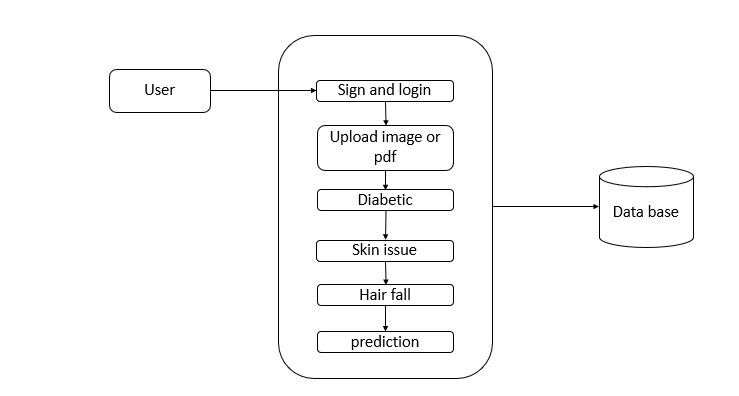 User
Sign and login
Upload image or
pdf
Diabetic
Skin issue
Hair fall
prediction
Data base